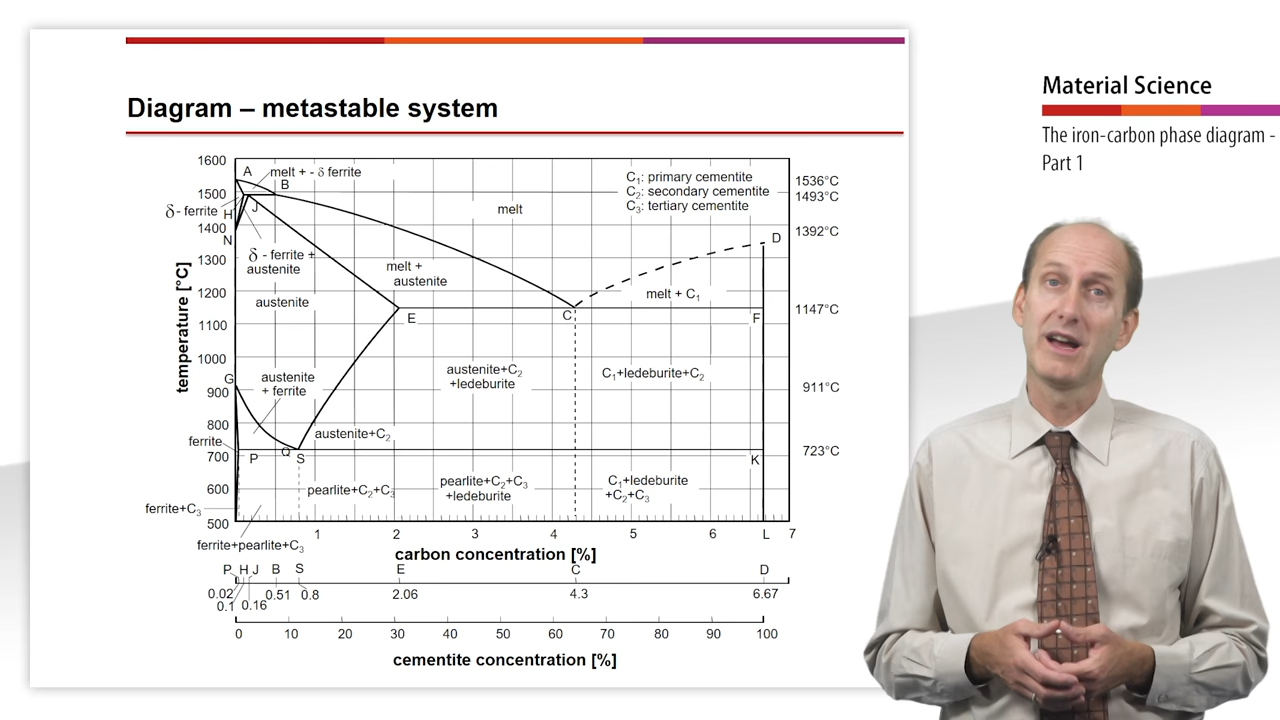 Diagram – metastable system
Material Science
The iron-carbon phase diagram -
Part 1
temperature [°C]
1600
1500
1400
1300
1200
1100
1000
900
800
700
600
500
A
melt + - δ ferrite
B
C₁: primary cementite
C₂: secondary cementite
C₃: tertiary cementite
1536°C
1493°C
1392°C
1147°C
911°C
723°C
δ - ferrite
H
J
N
melt
D
δ - ferrite +
austenite
melt +
austenite
melt + C₁
austenite
E
C
F
G
austenite
+ ferrite
austenite+C₂
+ledeburite
C₁+ledeburite+C₂
austenite+C₂
ferrite
P
Q
S
K
pearlite+C₂+C₃
pearlite+C₂+C₃
+ledeburite
C₁+ledeburite
+C₂+C₃
ferrite+C₃
ferrite+pearlite+C₃
1 2 3 4 5 6 L 7
carbon concentration [%]
P H J B S E C D
0.02 0.1 0.16 0.51 0.8 2.06 4.3 6.67
0 10 20 30 40 50 60 70 80 90 100
cementite concentration [%]